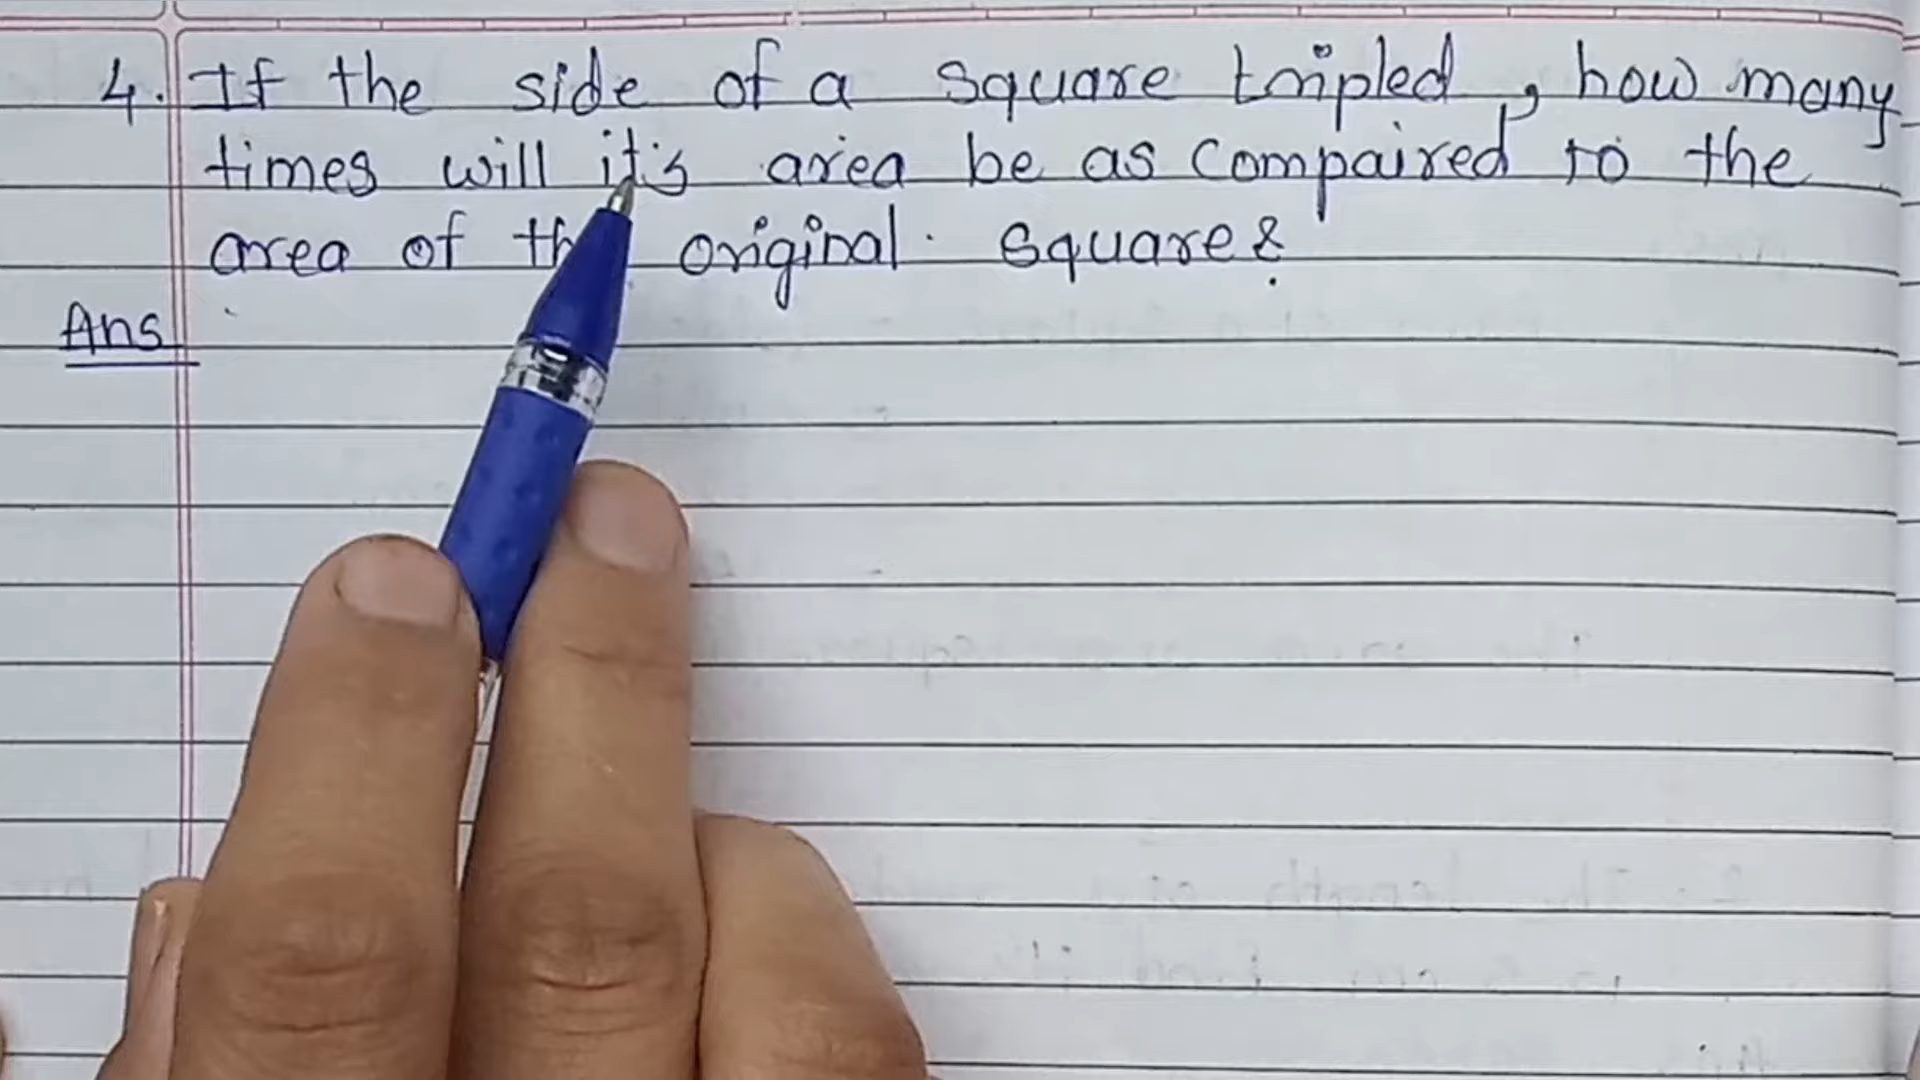 4. If the side of a square tripled, how many
times will it's area be as compaired to the
area of th original square?
Ans